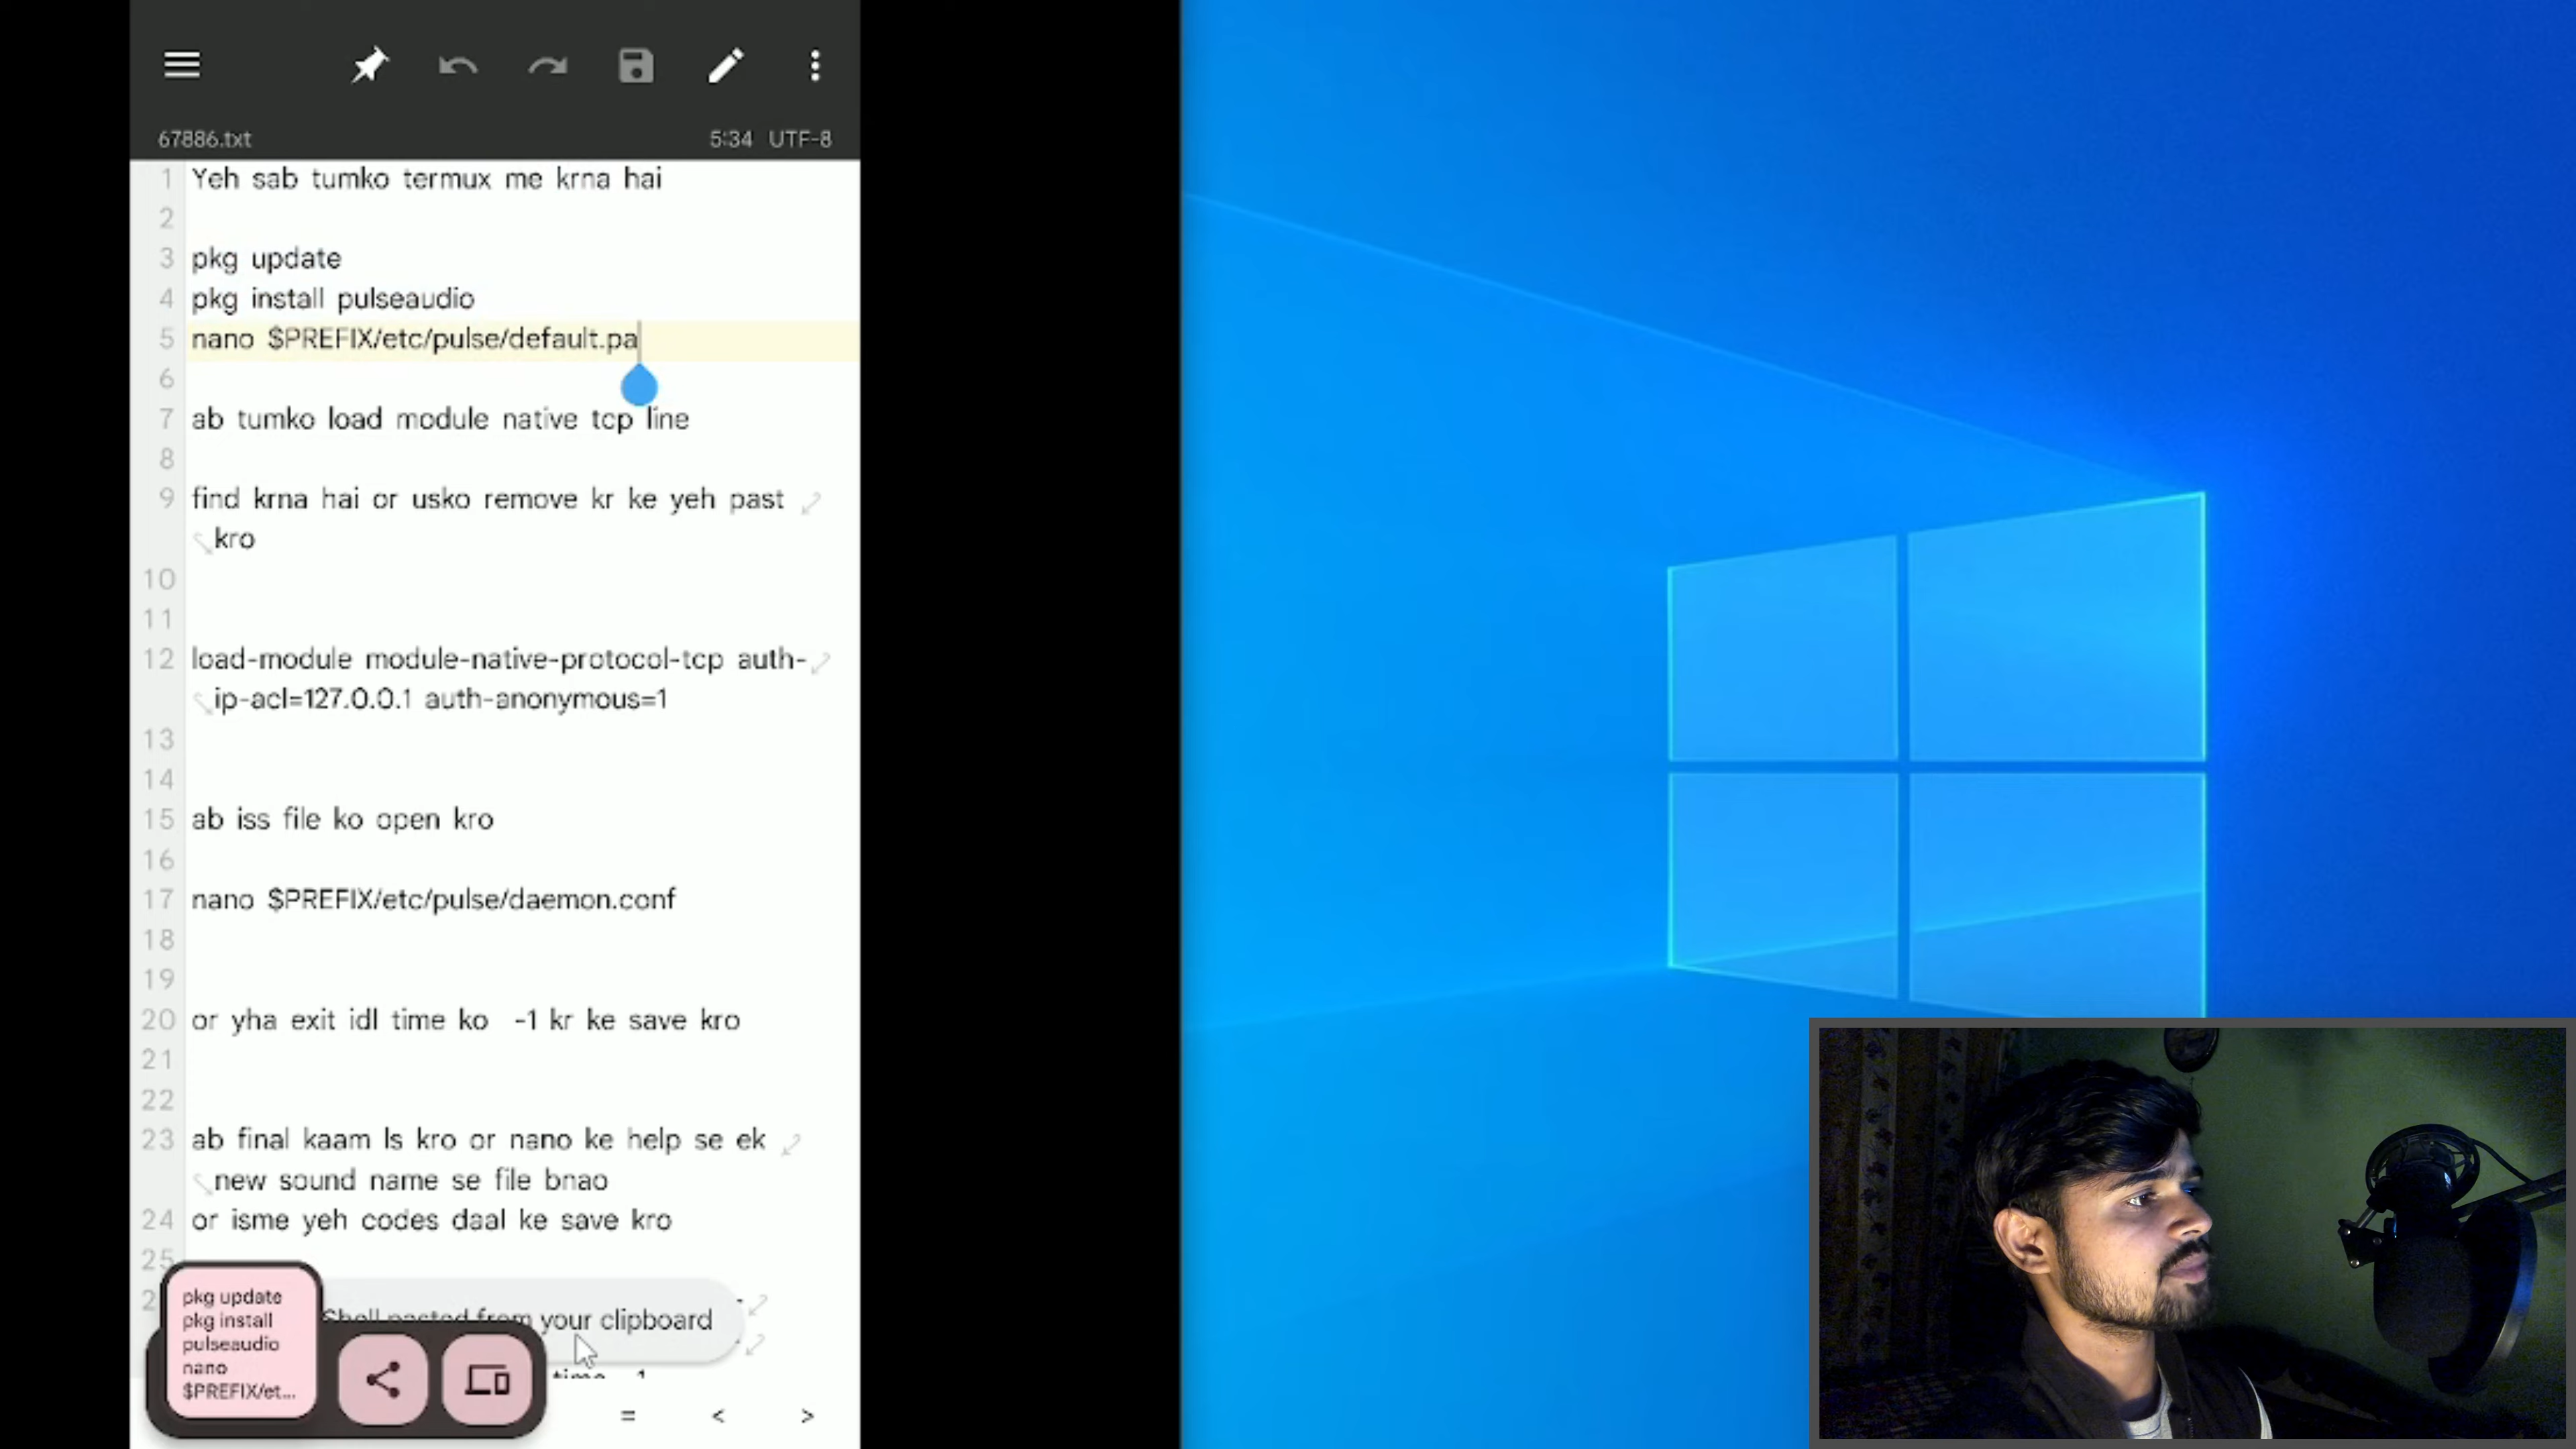 67886.txt
5:34 UTF-8
1 Yeh sab tumko termux me krna hai
2
3 pkg update
4 pkg install pulseaudio
5 nano $PREFIX/etc/pulse/default.pa
6
7 ab tumko load module native tcp line
8
9 find krna hai or usko remove kr ke yeh past
kro
10
11
12 load-module module-native-protocol-tcp auth-
ip-acl=127.0.0.1 auth-anonymous=1
13
14
15 ab iss file ko open kro
16
17 nano $PREFIX/etc/pulse/daemon.conf
18
19
20 or yha exit idl time ko -1 kr ke save kro
21
22
23 ab final kaam ls kro or nano ke help se ek
new sound name se file bnao
24 or isme yeh codes daal ke save kro
25
Shell pasted from your clipboard
pkg update
pkg install
pulseaudio
nano
$PREFIX/et...
= < >